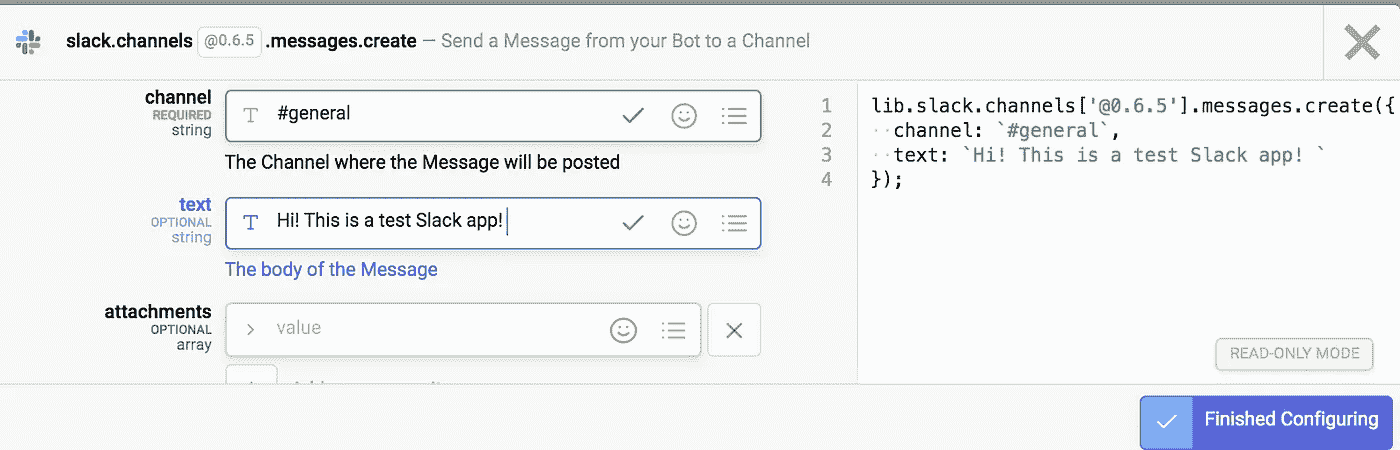 slack.channels @0.6.5 .messages.create — Send a Message from your Bot to a Channel
channel
REQUIRED
string
T #general
The Channel where the Message will be posted
text
OPTIONAL
string
T Hi! This is a test Slack app!
The body of the Message
attachments
OPTIONAL
array
value
1 lib.slack.channels['@0.6.5'].messages.create({
2 ··channel: `#general`,
3 ··text: `Hi! This is a test Slack app! `
4 });
READ-ONLY MODE
Finished Configuring